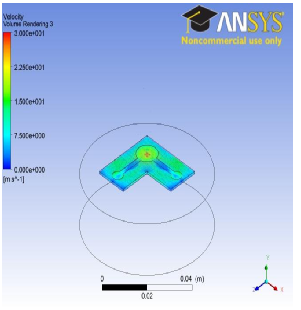 Velocity
Volume Rendering 3
3.000e+001
2.250e+001
1.500e+001
7.500e+000
0.000e+000
[m s^-1]
ANSYS
Noncommercial use only
0
0.04 (m)
0.02
Y
Z
X